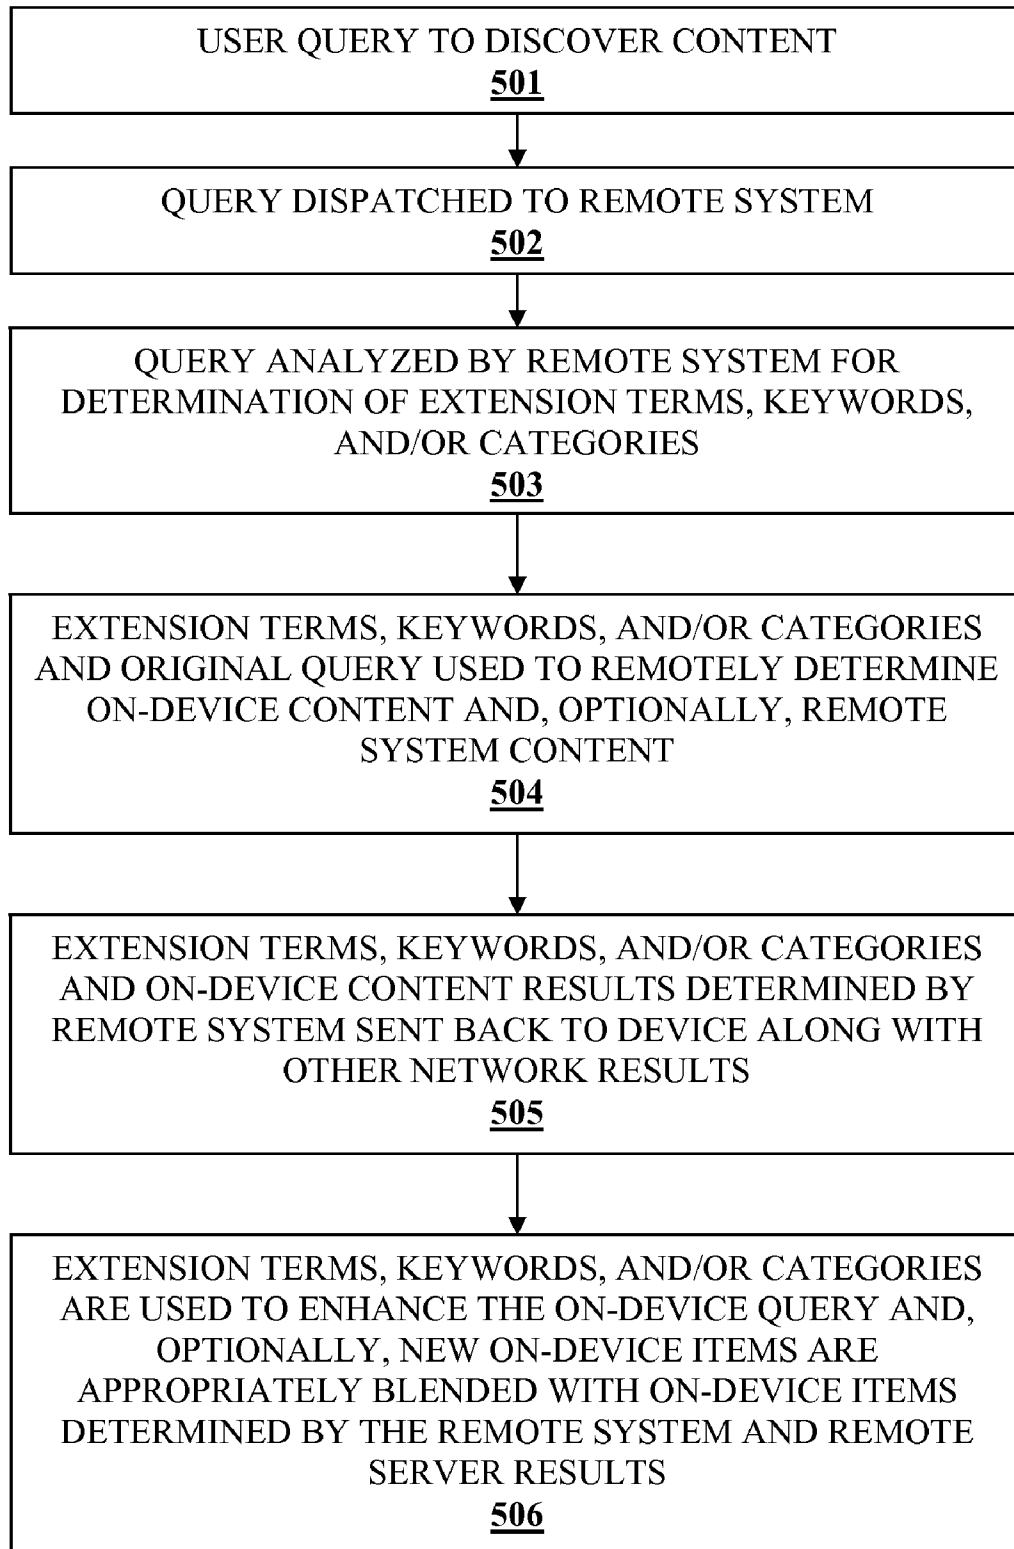 USER QUERY TO DISCOVER CONTENT
501
QUERY DISPATCHED TO REMOTE SYSTEM
502
QUERY ANALYZED BY REMOTE SYSTEM FOR
DETERMINATION OF EXTENSION TERMS, KEYWORDS,
AND/OR CATEGORIES
503
EXTENSION TERMS, KEYWORDS, AND/OR CATEGORIES
AND ORIGINAL QUERY USED TO REMOTELY DETERMINE
ON-DEVICE CONTENT AND, OPTIONALLY, REMOTE
SYSTEM CONTENT
504
EXTENSION TERMS, KEYWORDS, AND/OR CATEGORIES
AND ON-DEVICE CONTENT RESULTS DETERMINED BY
REMOTE SYSTEM SENT BACK TO DEVICE ALONG WITH
OTHER NETWORK RESULTS
505
EXTENSION TERMS, KEYWORDS, AND/OR CATEGORIES
ARE USED TO ENHANCE THE ON-DEVICE QUERY AND,
OPTIONALLY, NEW ON-DEVICE ITEMS ARE
APPROPRIATELY BLENDED WITH ON-DEVICE ITEMS
DETERMINED BY THE REMOTE SYSTEM AND REMOTE
SERVER RESULTS
506